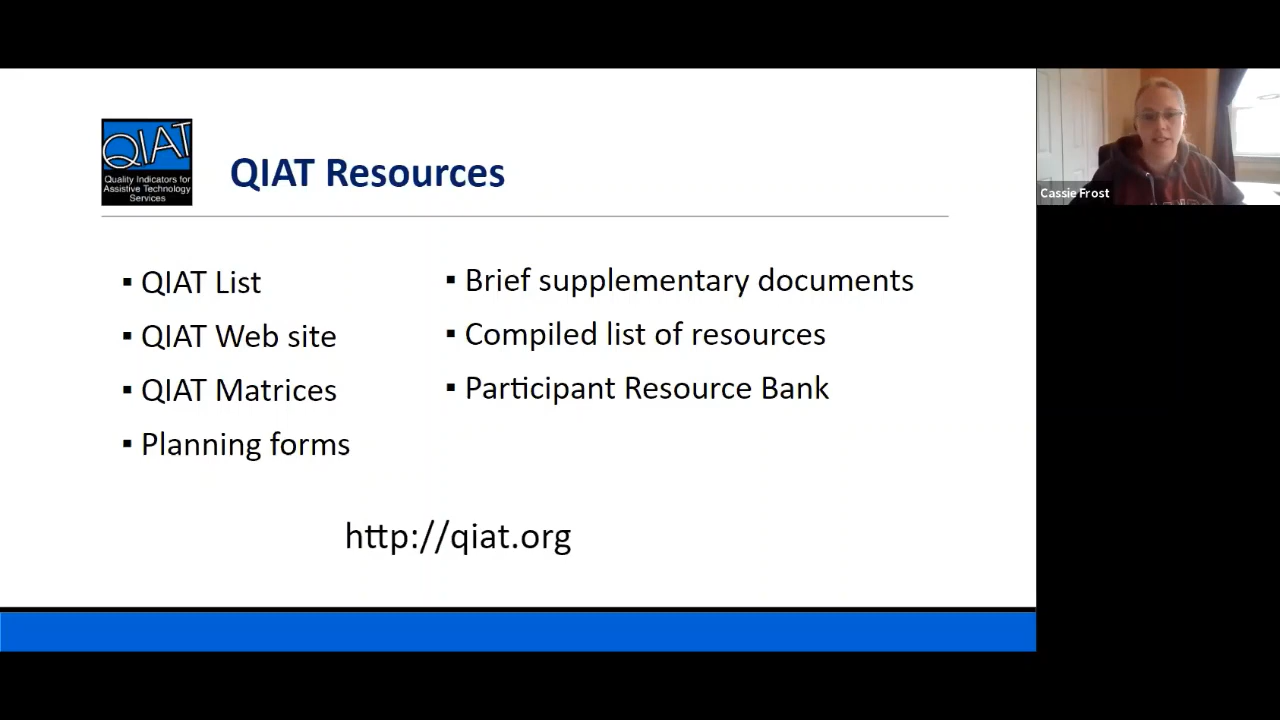 QIAT
Quality Indicators for
Assistive Technology
Services
QIAT Resources
▪ QIAT List
▪ QIAT Web site
▪ QIAT Matrices
▪ Planning forms
▪ Brief supplementary documents
▪ Compiled list of resources
▪ Participant Resource Bank
http://qiat.org
Cassie Frost